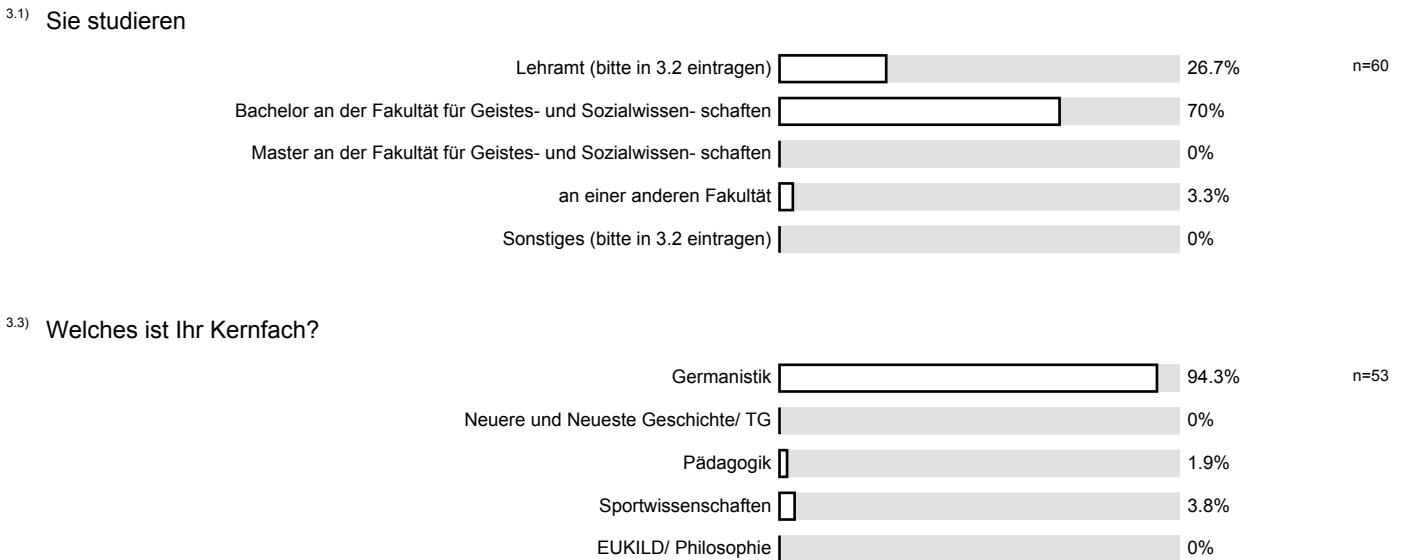 3.1) Sie studieren
Lehramt (bitte in 3.2 eintragen) 26.7% n=60
Bachelor an der Fakultät für Geistes- und Sozialwissen- schaften 70%
Master an der Fakultät für Geistes- und Sozialwissen- schaften 0%
an einer anderen Fakultät 3.3%
Sonstiges (bitte in 3.2 eintragen) 0%
3.3) Welches ist Ihr Kernfach?
Germanistik 94.3% n=53
Neuere und Neueste Geschichte/ TG 0%
Pädagogik 1.9%
Sportwissenschaften 3.8%
EUKILD/ Philosophie 0%